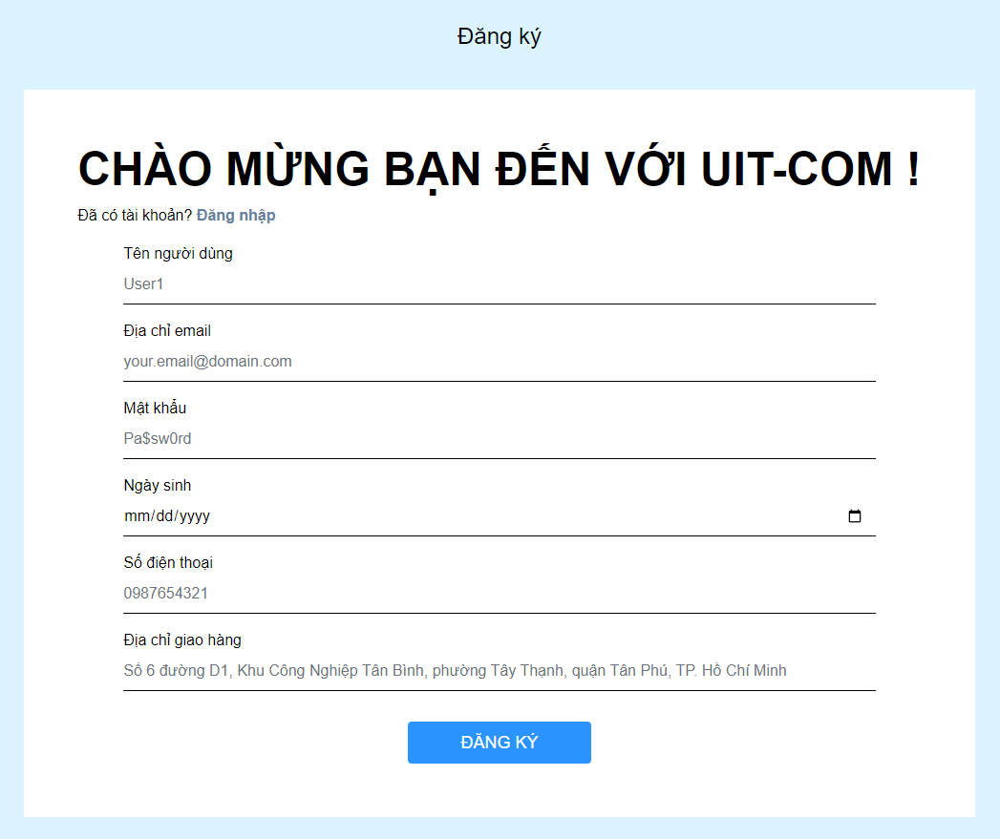 Đăng ký
CHÀO MỪNG BẠN ĐẾN VỚI UIT-COM !
Đã có tài khoản? Đăng nhập
Tên người dùng
User1
Địa chỉ email
your.email@domain.com
Mật khẩu
Pa$sw0rd
Ngày sinh
mm/dd/yyyy
Số điện thoại
0987654321
Địa chỉ giao hàng
Số 6 đường D1, Khu Công Nghiệp Tân Bình, phường Tây Thạnh, quận Tân Phú, TP. Hồ Chí Minh
ĐĂNG KÝ